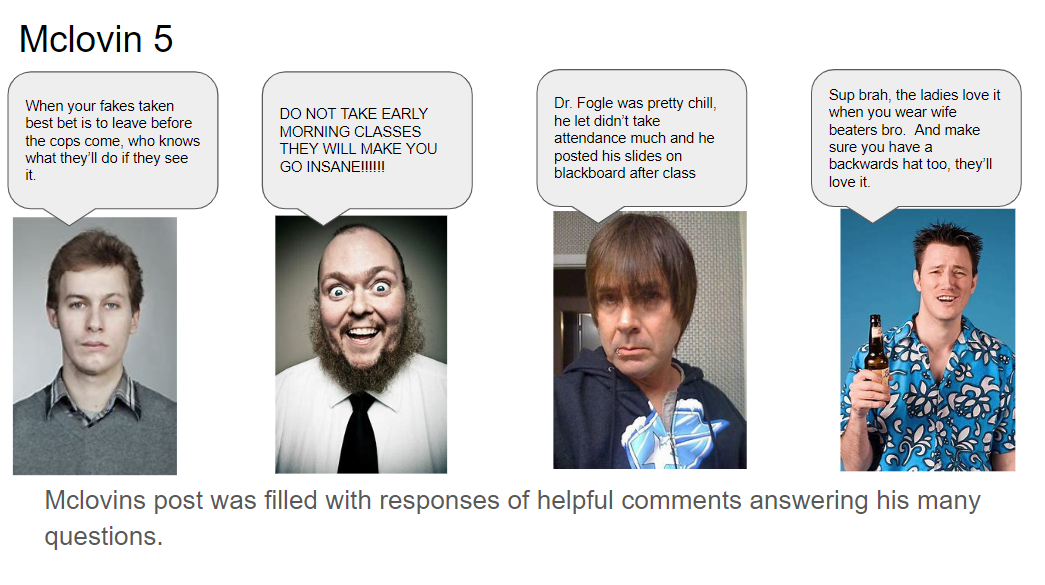 Mclovin 5
When your fakes taken
best bet is to leave before
the cops come, who knows
what they'll do if they see
it.
DO NOT TAKE EARLY
MORNING CLASSES
THEY WILL MAKE YOU
GO INSANE!!!!!!
Dr. Fogle was pretty chill,
he let didn't take
attendance much and he
posted his slides on
blackboard after class
Sup brah, the ladies love it
when you wear wife
beaters bro.  And make
sure you have a
backwards hat too, they'll
love it.
Mclovins post was filled with responses of helpful comments answering his many
questions.